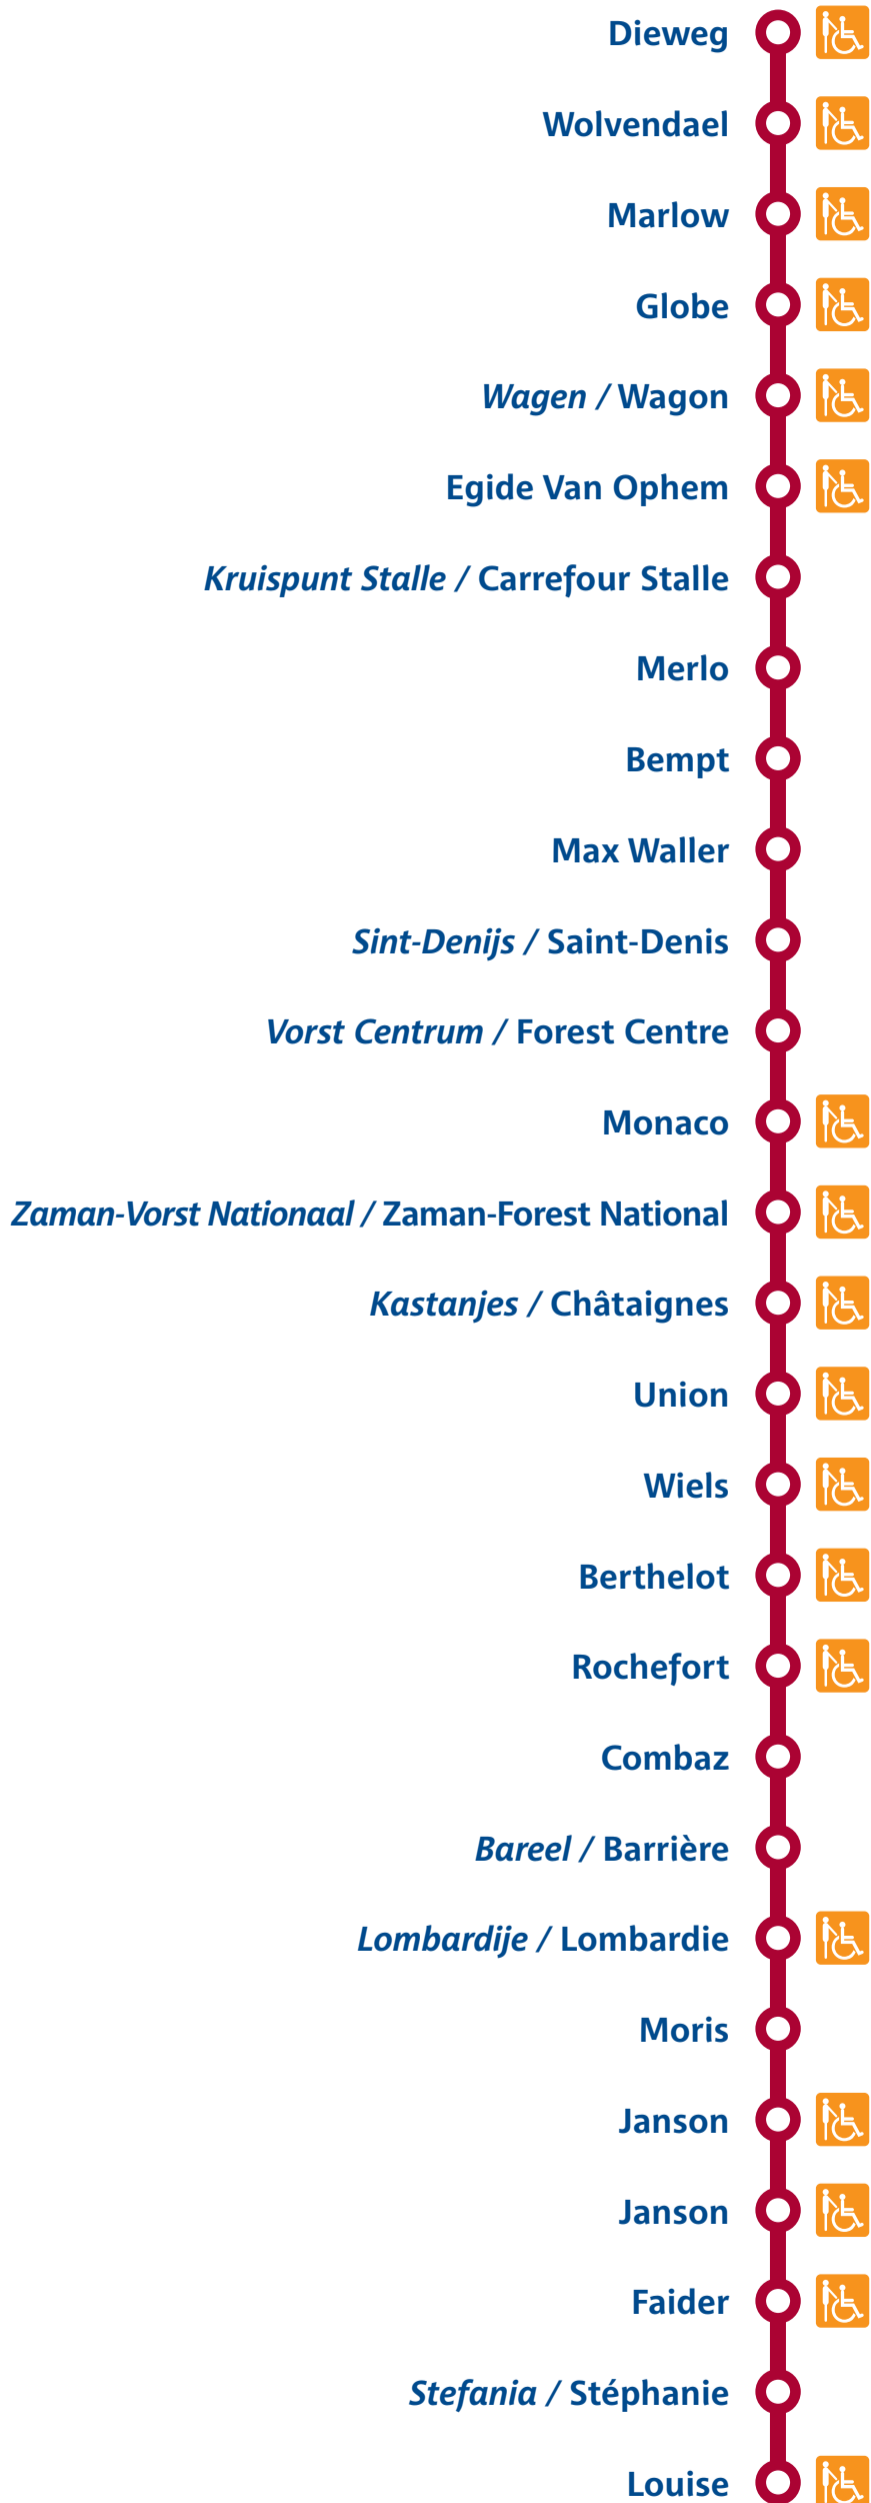 Dieweg
Wolvendael
Marlow
Globe
Wagen / Wagon
Egide Van Ophem
Kruispunt Stalle / Carrefour Stalle
Merlo
Bempt
Max Waller
Sint-Denijs / Saint-Denis
Vorst Centrum / Forest Centre
Monaco
Zaman-Vorst Nationaal / Zaman-Forest National
Kastanjes / Châtaignes
Union
Wiels
Berthelot
Rochefort
Combaz
Bareel / Barrière
Lombardije / Lombardie
Moris
Janson
Janson
Faider
Stefania / Stéphanie
Louise